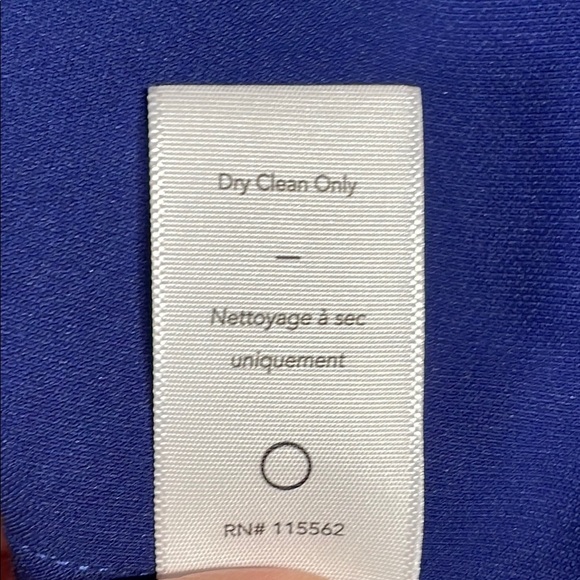 Dry Clean Only
—
Nettoyage à sec
uniquement
RN# 115562